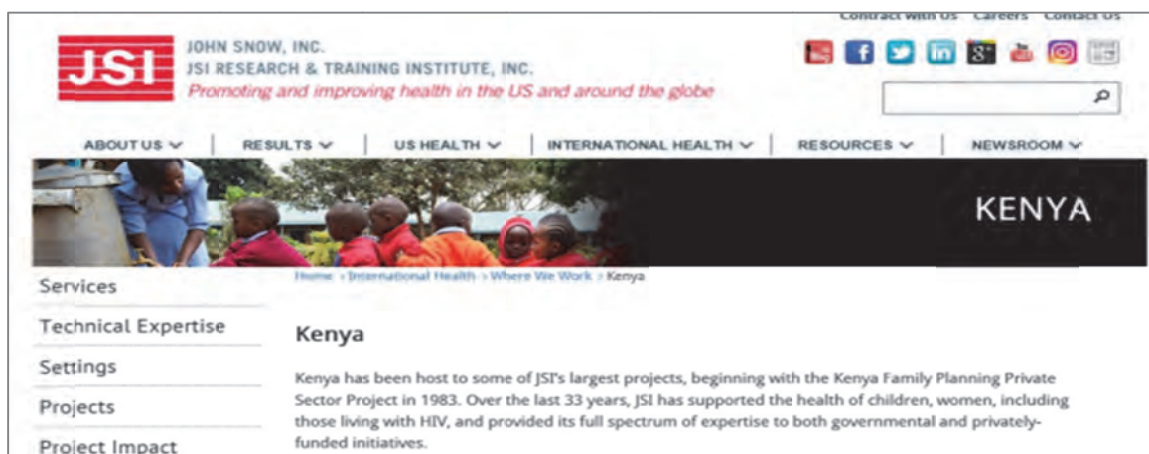 Contract with Us Careers Contact Us
JSI
JOHN SNOW, INC.
JSI RESEARCH & TRAINING INSTITUTE, INC.
Promoting and improving health in the US and around the globe
ABOUT US
RESULTS
US HEALTH
INTERNATIONAL HEALTH
RESOURCES
NEWSROOM
KENYA
Home › International Health › Where We Work › Kenya
Services
Technical Expertise
Settings
Projects
Project Impact
Kenya
Kenya has been host to some of JSI's largest projects, beginning with the Kenya Family Planning Private
Sector Project in 1983. Over the last 33 years, JSI has supported the health of children, women, including
those living with HIV, and provided its full spectrum of expertise to both governmental and privately-
funded initiatives.